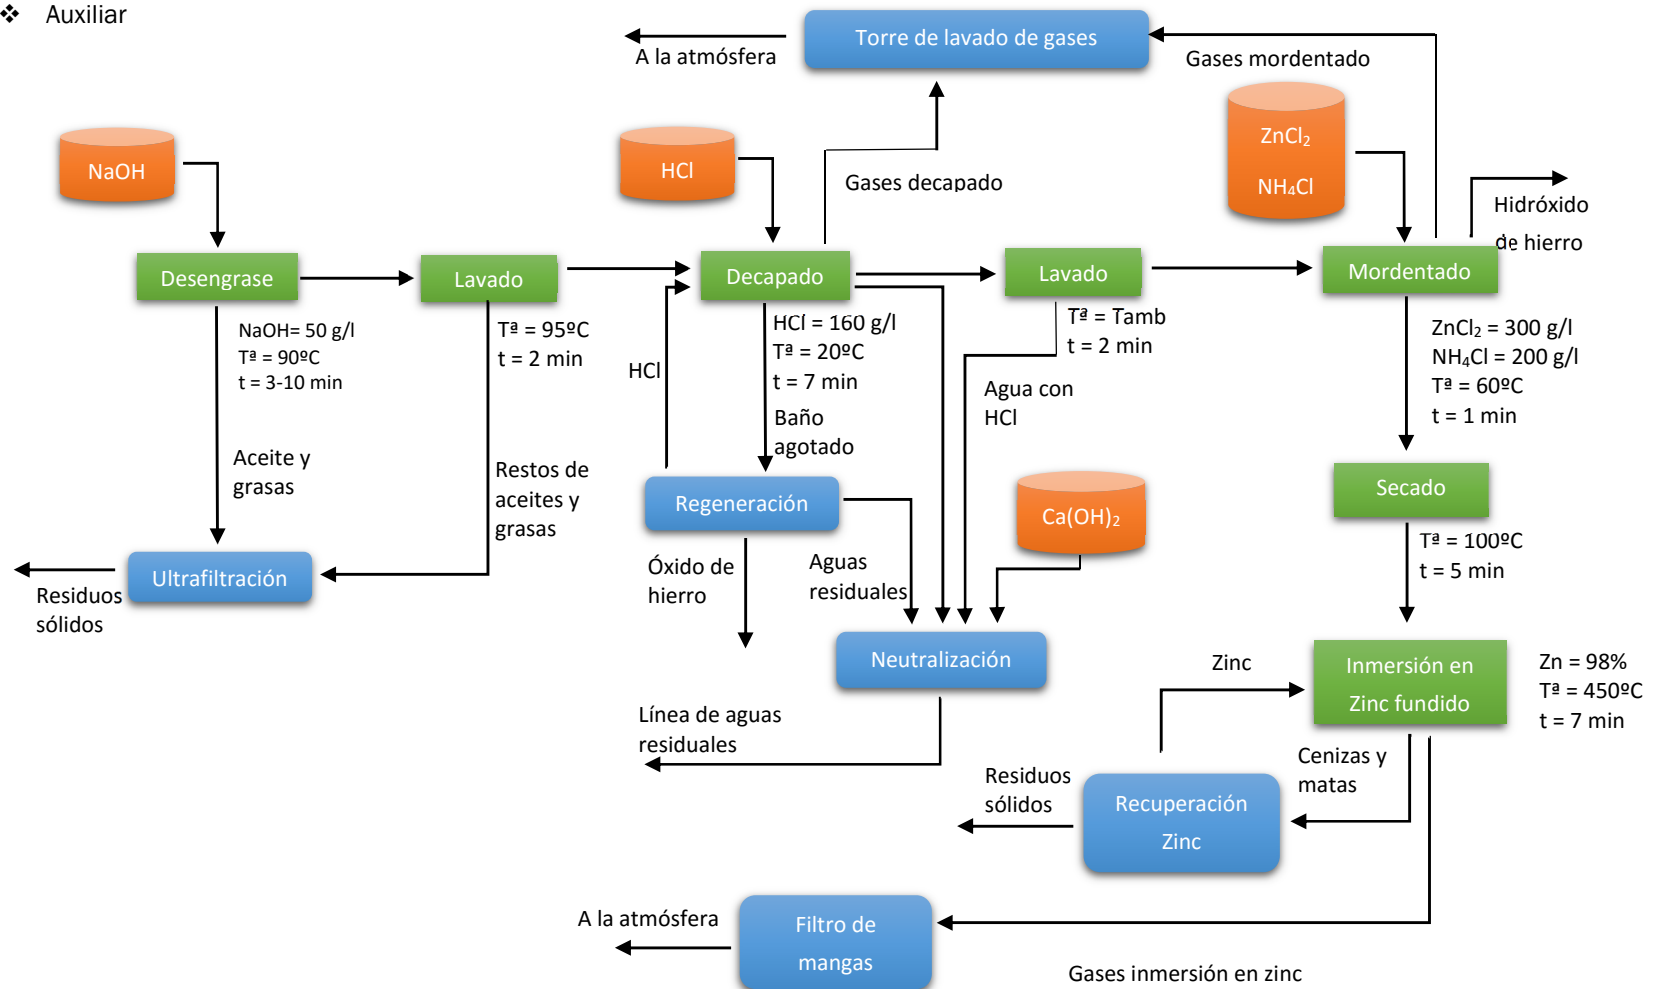 ❖ Auxiliar
Torre de lavado de gases
A la atmósfera
Gases mordentado
ZnCl₂
NH₄Cl
NaOH
HCl
Gases decapado
Hidróxido
de hierro
Desengrase
Lavado
Decapado
Lavado
Mordentado
NaOH= 50 g/l
Tª = 90ºC
t = 3-10 min
Tª = 95ºC
t = 2 min
HCl
HCl = 160 g/l
Tª = 20ºC
t = 7 min
Baño
agotado
Tª = Tamb
t = 2 min
Agua con
HCl
ZnCl₂ = 300 g/l
NH₄Cl = 200 g/l
Tª = 60ºC
t = 1 min
Aceite y
grasas
Restos de
aceites y
grasas
Regeneración
Ca(OH)₂
Secado
Tª = 100ºC
t = 5 min
Ultrafiltración
Residuos
sólidos
Óxido de
hierro
Aguas
residuales
Neutralización
Zinc
Inmersión en
Zinc fundido
Zn = 98%
Tª = 450ºC
t = 7 min
Línea de aguas
residuales
Cenizas y
matas
Residuos
sólidos
Recuperación
Zinc
A la atmósfera
Filtro de
mangas
Gases inmersión en zinc